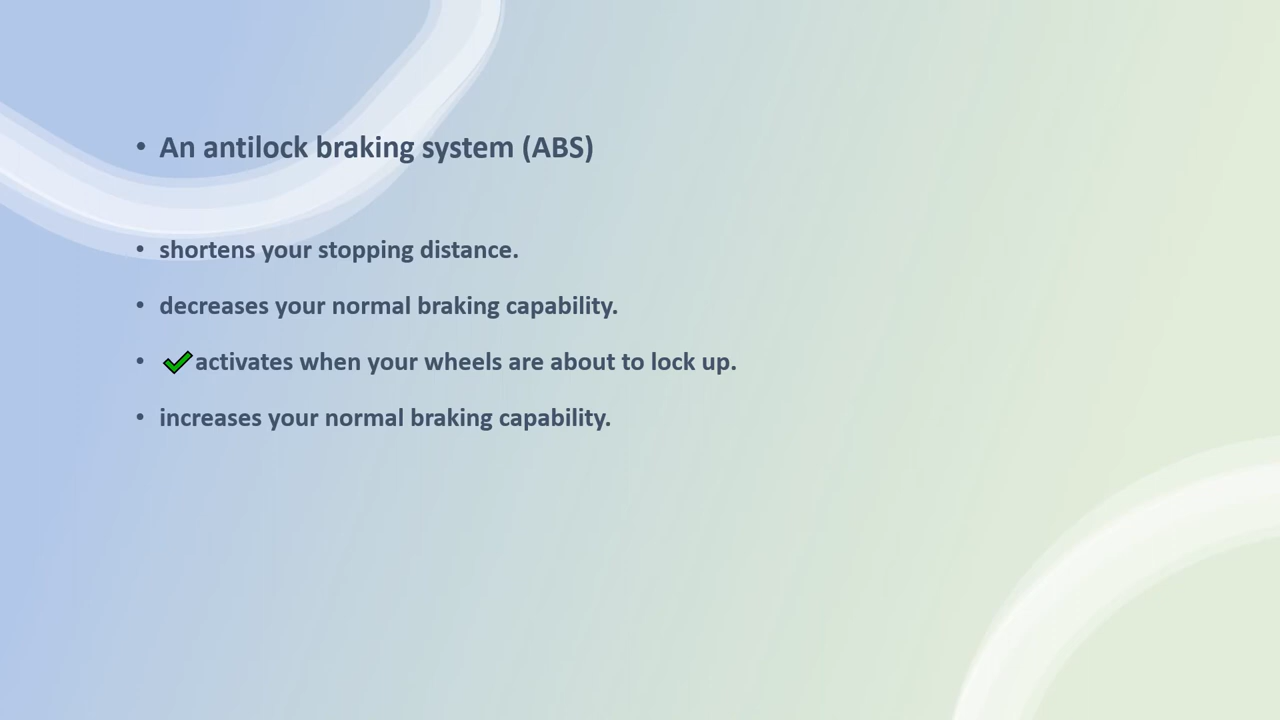 • An antilock braking system (ABS)
• shortens your stopping distance.
• decreases your normal braking capability.
• ✔activates when your wheels are about to lock up.
• increases your normal braking capability.